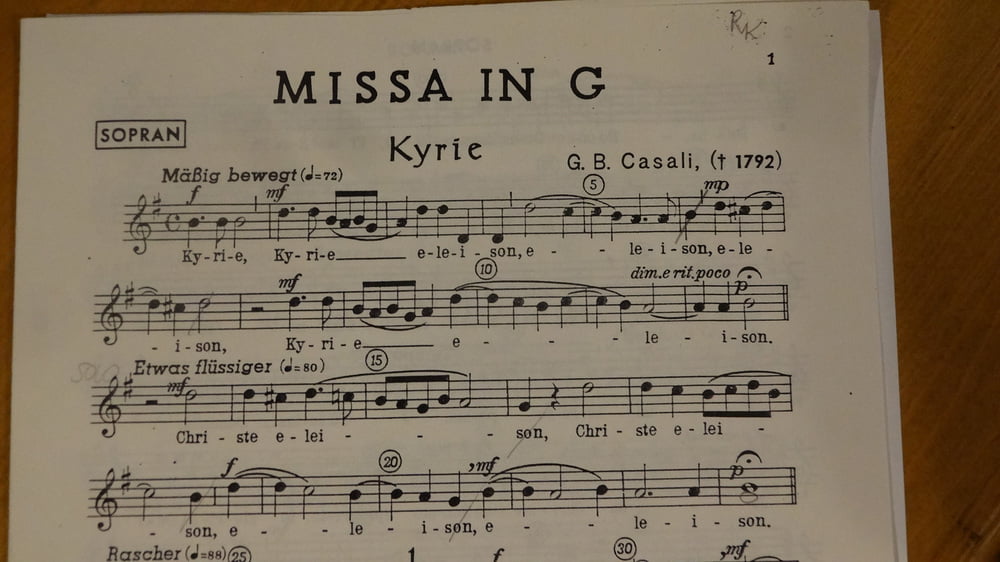 RK
1
MISSA IN G
SOPRAN
Kyrie
G. B. Casali, († 1792)
Mäßig bewegt (♩=72)
f mf 5 mp
Ky-ri-e, Ky-ri-e e-le-i-son, e - - le-i-son, e-le -
mf 10 dim.e rit.poco p
- i-son, Ky-ri-e e - - le - i-son.
Etwas flüssiger (♩=80) 15
solo mf
Chri - ste e-lei - - - son, Chri - ste e-lei -
f 20 , mf p
son, e - - le - i-son, e - - le - i - son.
Rascher (♩=88) 25 1 f 30 , mf